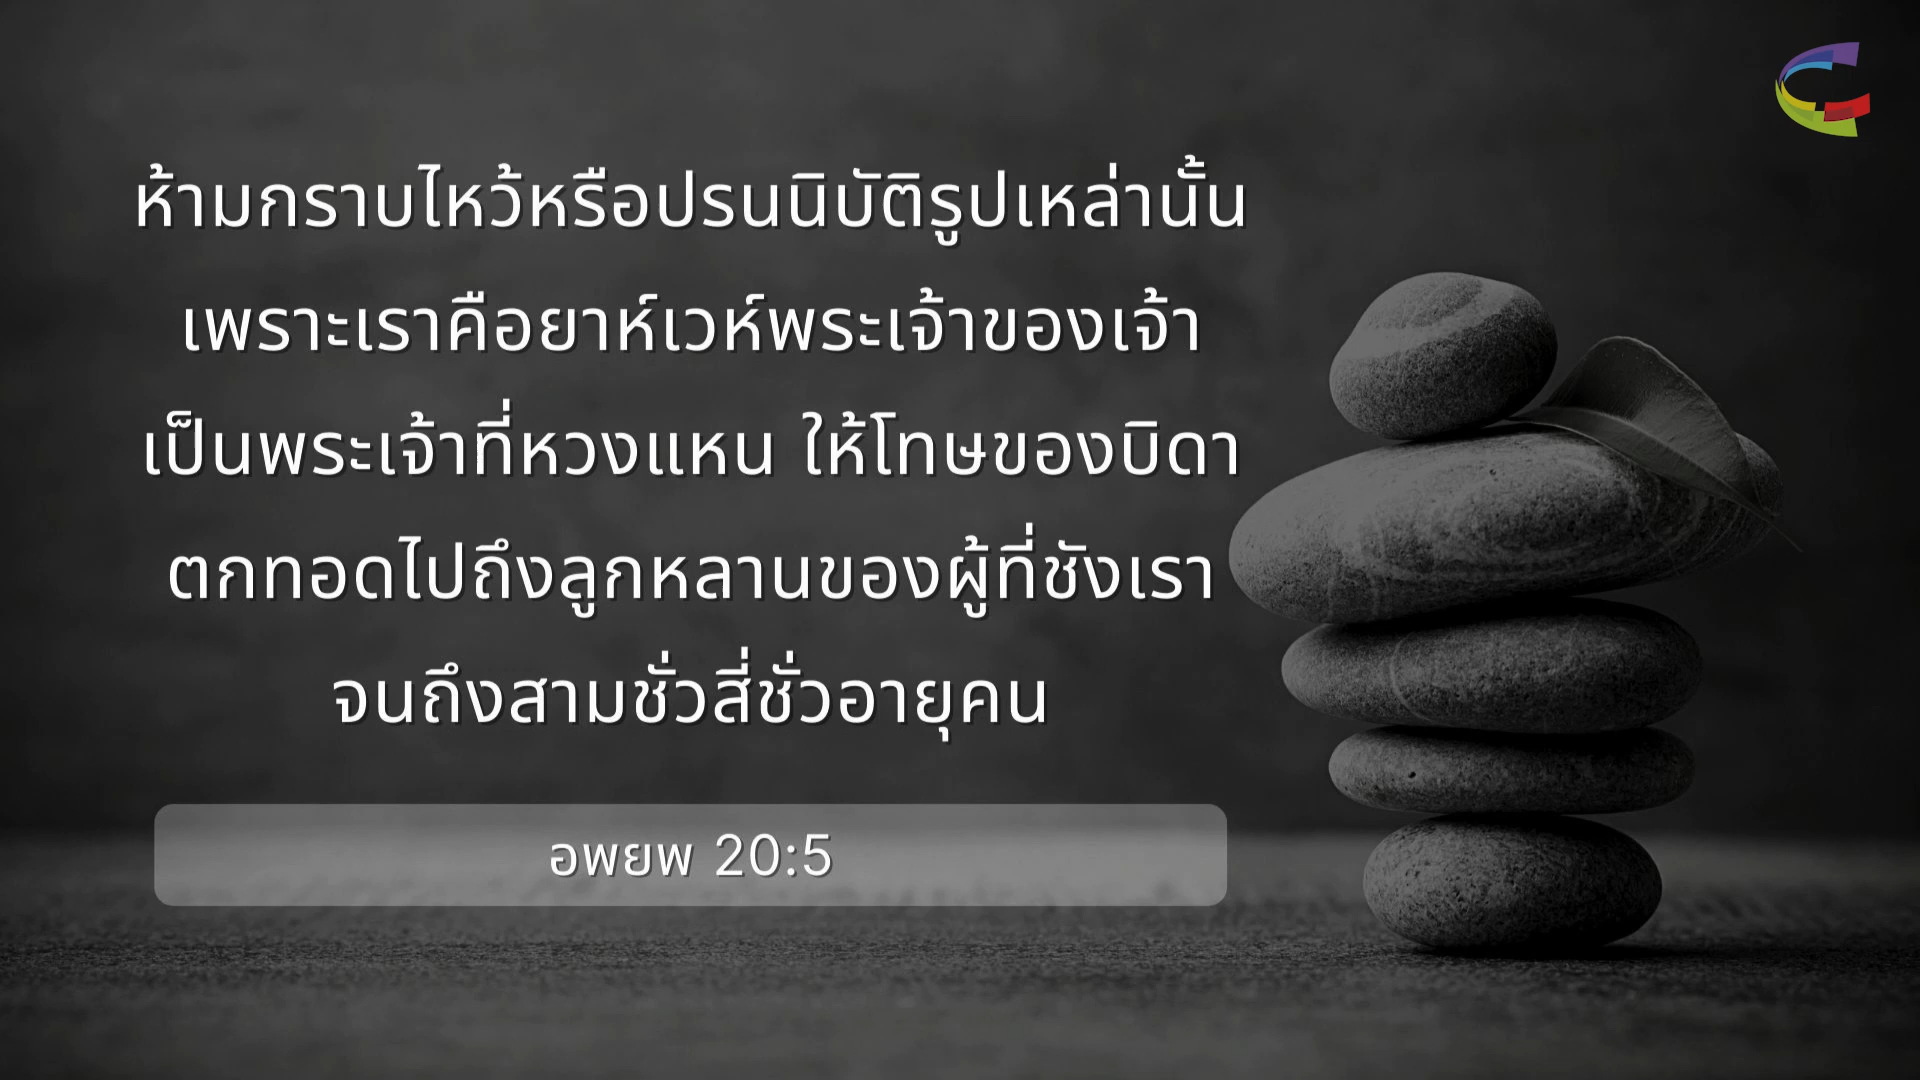 ห้ามกราบไหว้หรือปรนนิบัติรูปเหล่านั้น
เพราะเราคือยาห์เวห์พระเจ้าของเจ้า
เป็นพระเจ้าที่หวงแหน ให้โทษของบิดา
ตกทอดไปถึงลูกหลานของผู้ที่ชังเรา
จนถึงสามชั่วสี่ชั่วอายุคน
อพยพ 20:5